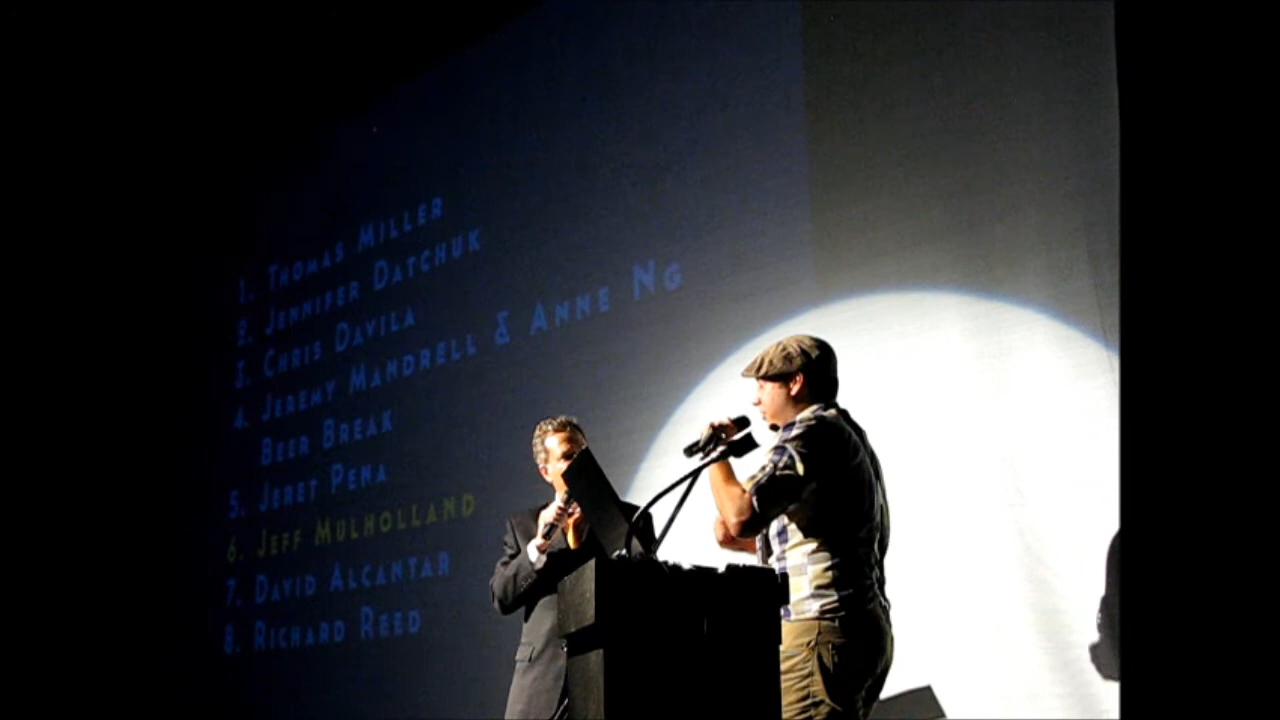 1. Thomas Miller
2. Jennifer Datchuk
3. Chris Davila
4. Jeremy Mandrell & Anne Ng
Beer Break
5. Jeret Pena
6. Jeff Mulholland
7. David Alcantar
8. Richard Reed